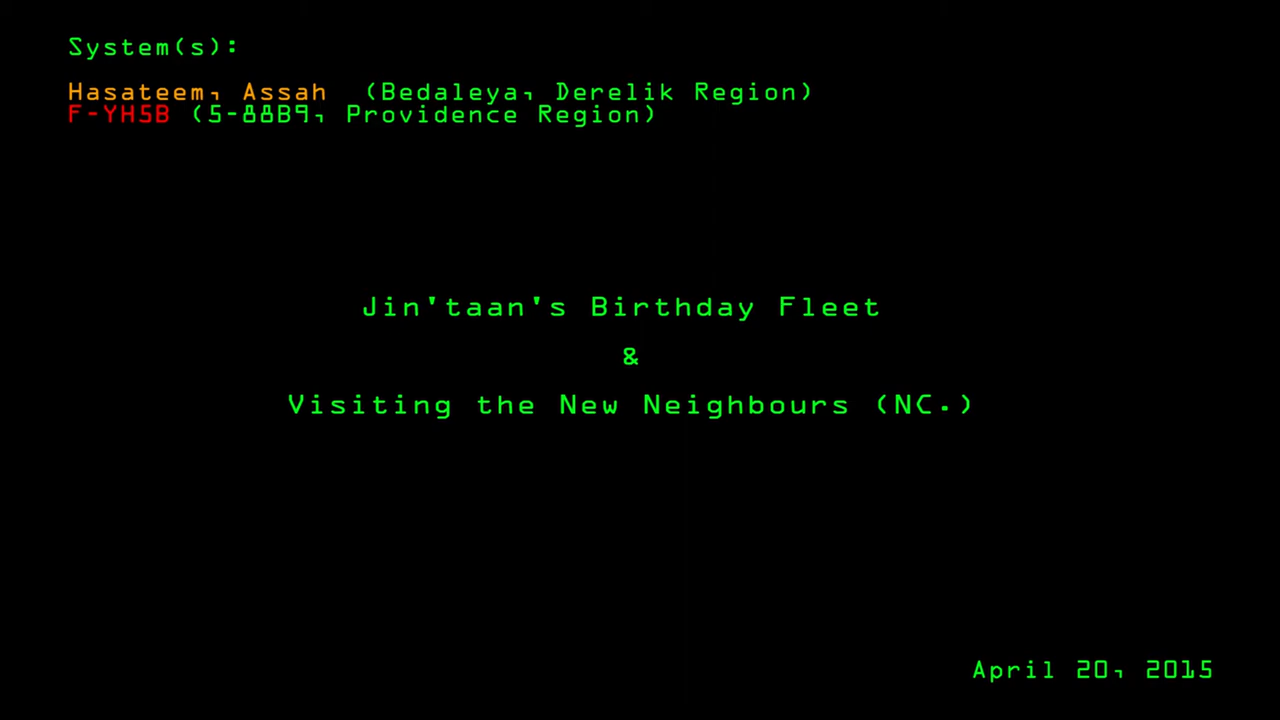 System(s):
Hasateem, Assah (Bedaleya, Derelik Region)
F-YH5B (5-88B9, Providence Region)
Jin'taan's Birthday Fleet
&
Visiting the New Neighbours (NC.)
April 20, 2015